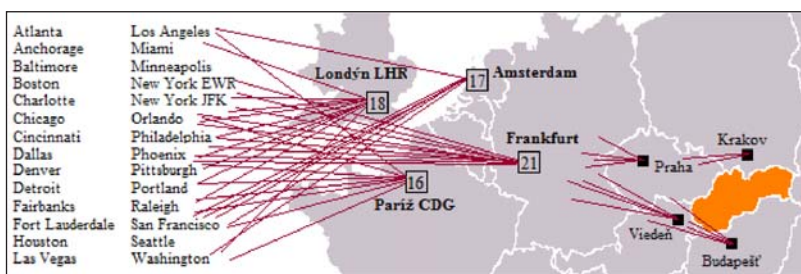 Atlanta Los Angeles
Anchorage Miami
Baltimore Minneapolis
Boston New York EWR
Charlotte New York JFK
Chicago Orlando
Cincinnati Philadelphia
Dallas Phoenix
Denver Pittsburgh
Detroit Portland
Fairbanks Raleigh
Fort Lauderdale San Francisco
Houston Seattle
Las Vegas Washington
Londýn LHR
18
17 Amsterdam
Frankfurt
21
16
Paríž CDG
Krakov
Praha
Viedeň
Budapešť